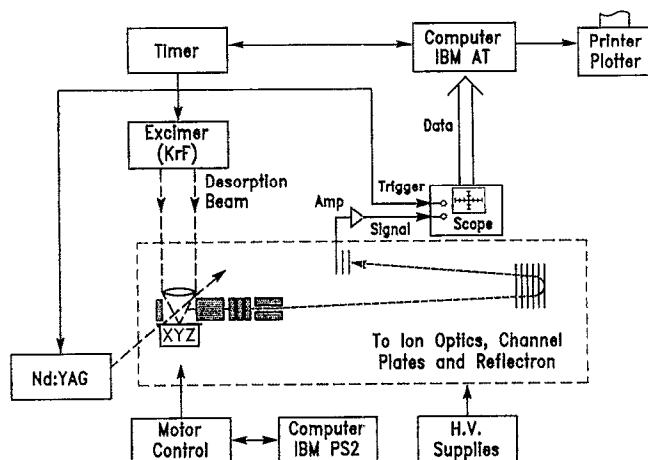 Timer
Computer
IBM AT
Printer
Plotter
Excimer
(KrF)
Desorption
Beam
Data
Trigger
Amp
Signal
Scope
XYZ
To Ion Optics, Channel
Plates and Reflectron
Nd:YAG
Motor
Control
Computer
IBM PS2
H.V.
Supplies